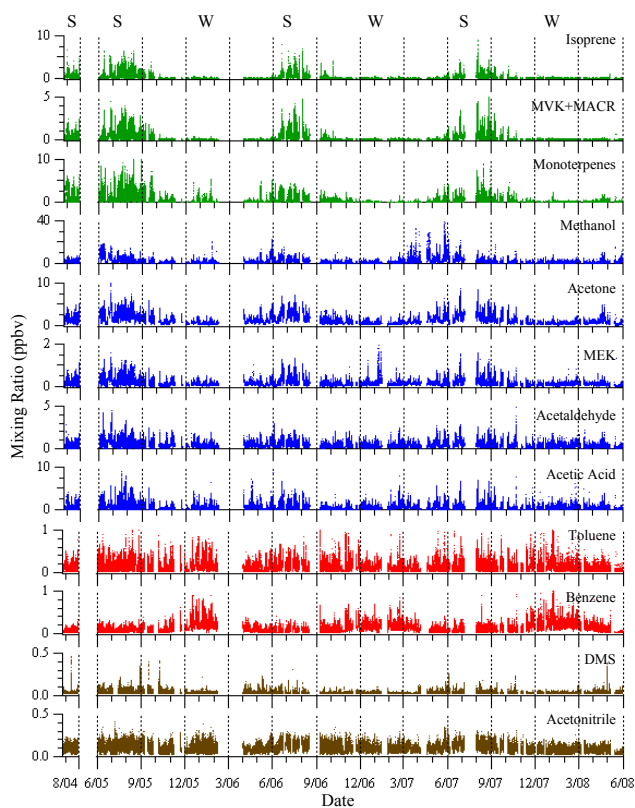 S S W S W S W
10 Isoprene
0
5 MVK+MACR
0
10 Monoterpenes
0
40 Methanol
0
10 Acetone
0
2 MEK
0
5 Acetaldehyde
0
10 Acetic Acid
0
1 Toluene
0
1 Benzene
0
0.5 DMS
0.0
0.5 Acetonitrile
0.0
Mixing Ratio (ppbv)
8/04 6/05 9/05 12/05 3/06 6/06 9/06 12/06 3/07 6/07 9/07 12/07 3/08 6/08
Date